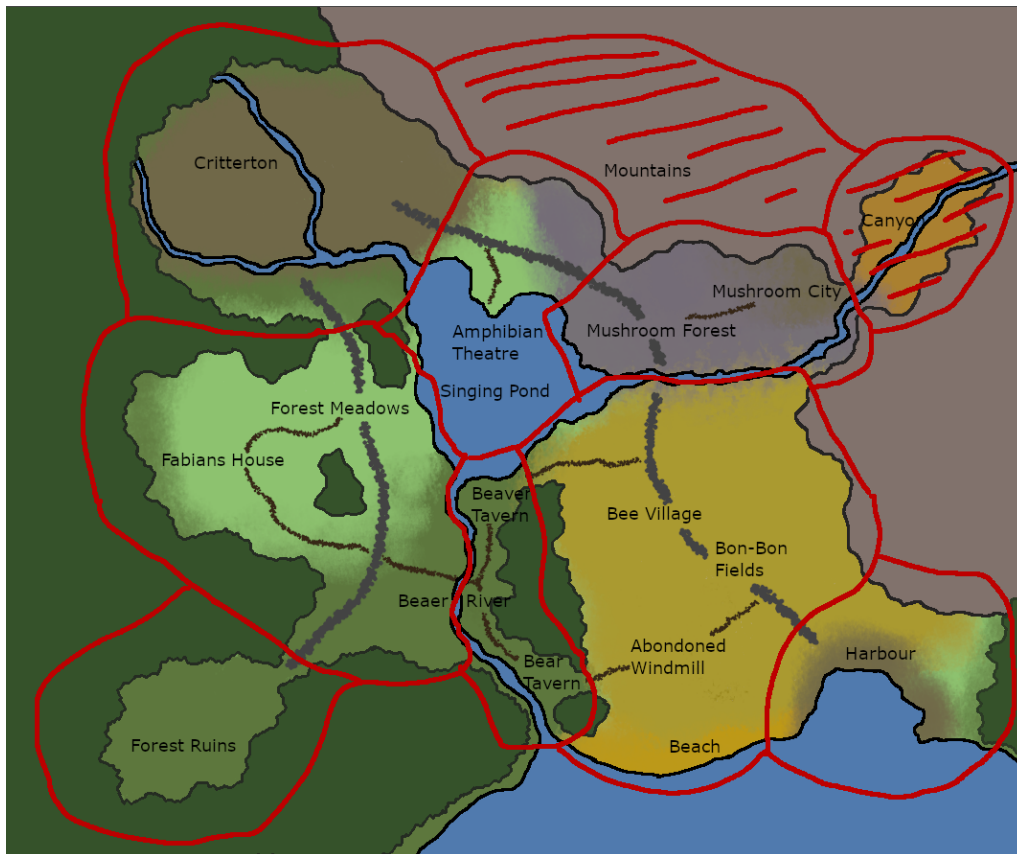 Critterton
Mountains
Canyon
Mushroom City
Mushroom Forest
Amphibian
Theatre
Singing Pond
Forest Meadows
Fabians House
Beaver
Tavern
Bee Village
Bon-Bon
Fields
Beaer River
Abondoned
Windmill
Harbour
Bear
Tavern
Forest Ruins
Beach